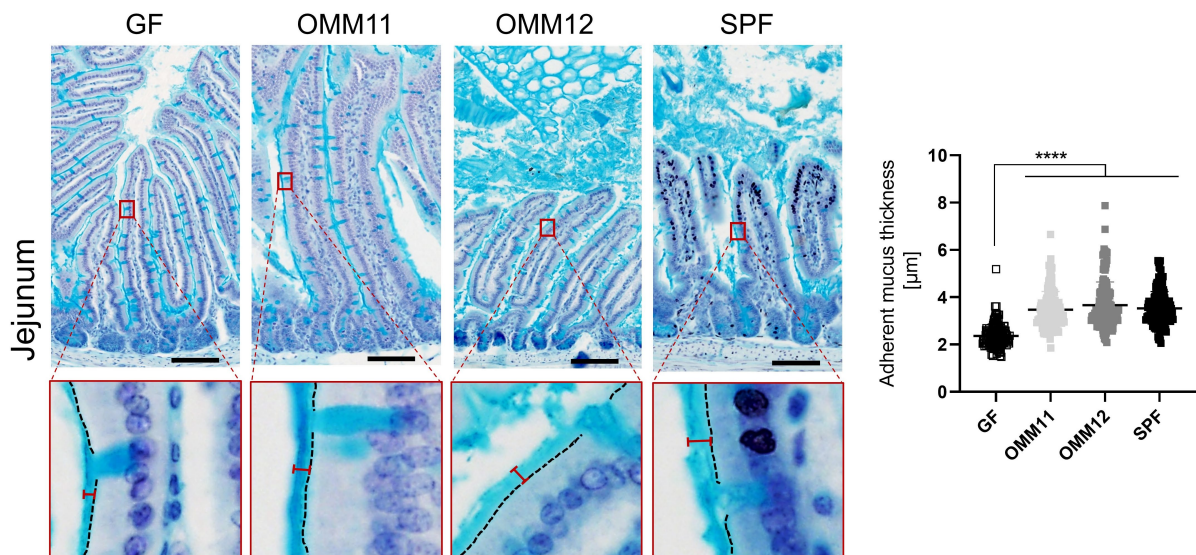 GF OMM11 OMM12 SPF
Jejunum
Adherent mucus thickness
[µm]
10
8
6
4
2
0
****
GF OMM11 OMM12 SPF